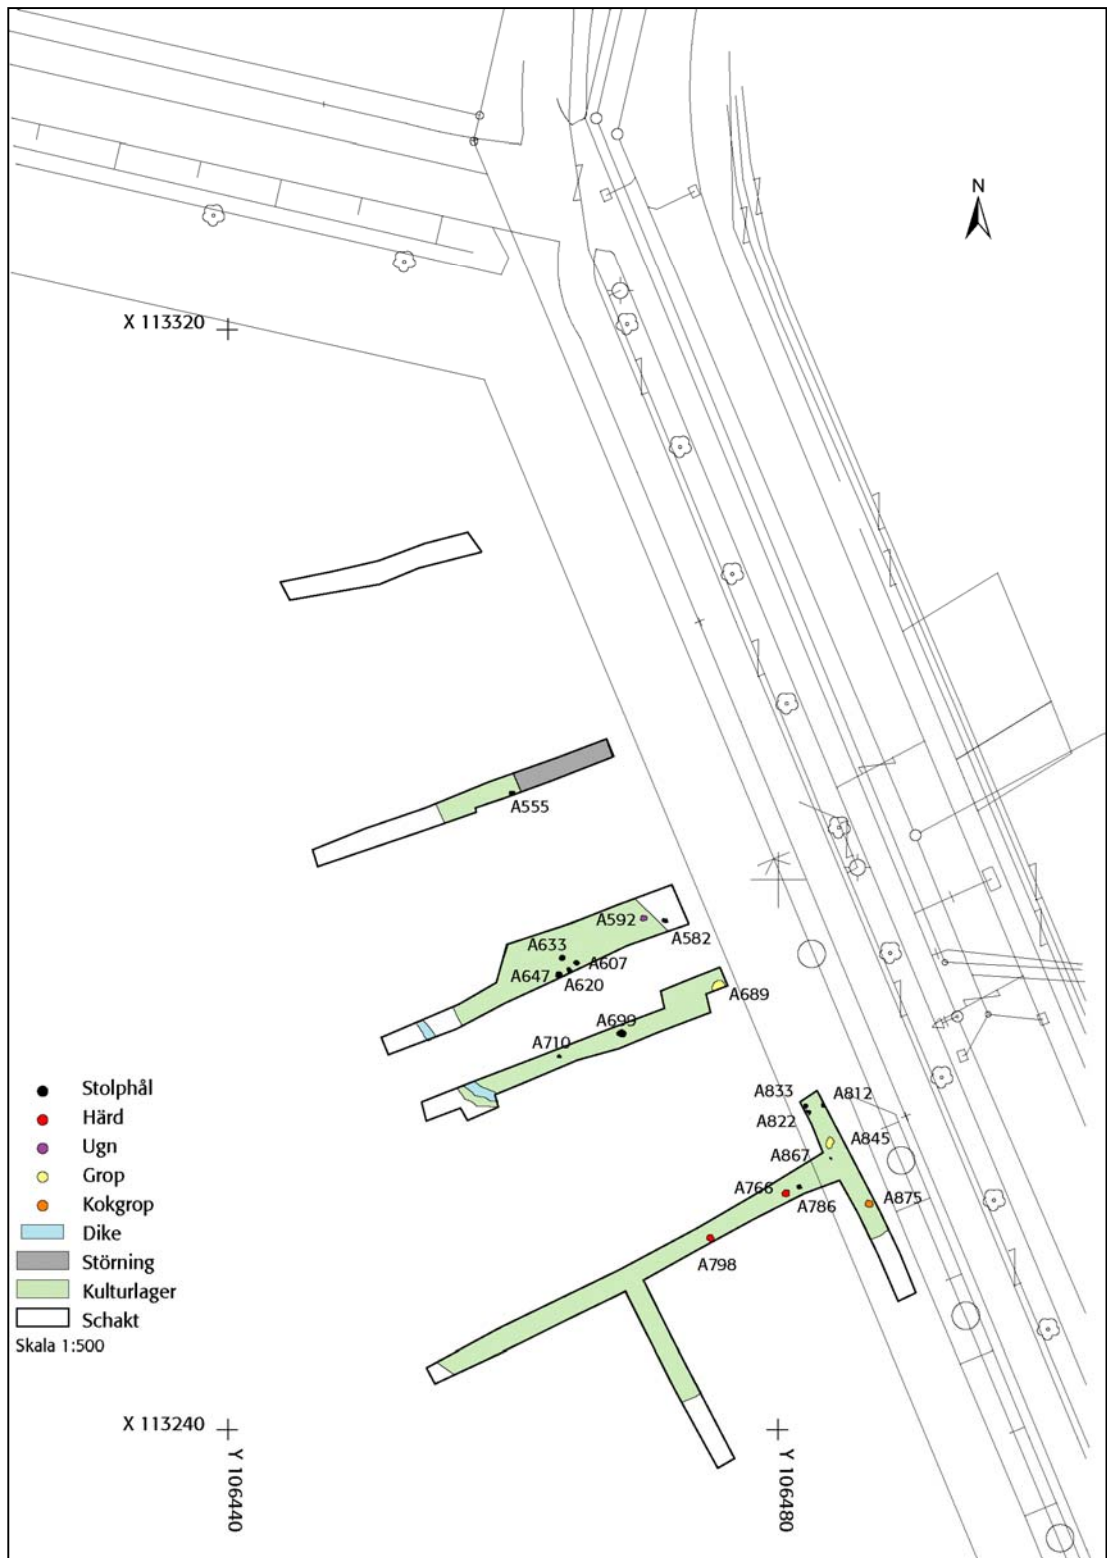 N
X 113320
A555
A592
A582
A633
A607
A647
A620
A689
A699
A710
A833
A812
A822
A845
A867
A766
A786
A875
A798
Stolphål
Härd
Ugn
Grop
Kokgrop
Dike
Störning
Kulturlager
Schakt
Skala 1:500
X 113240
Y 106440
Y 106480